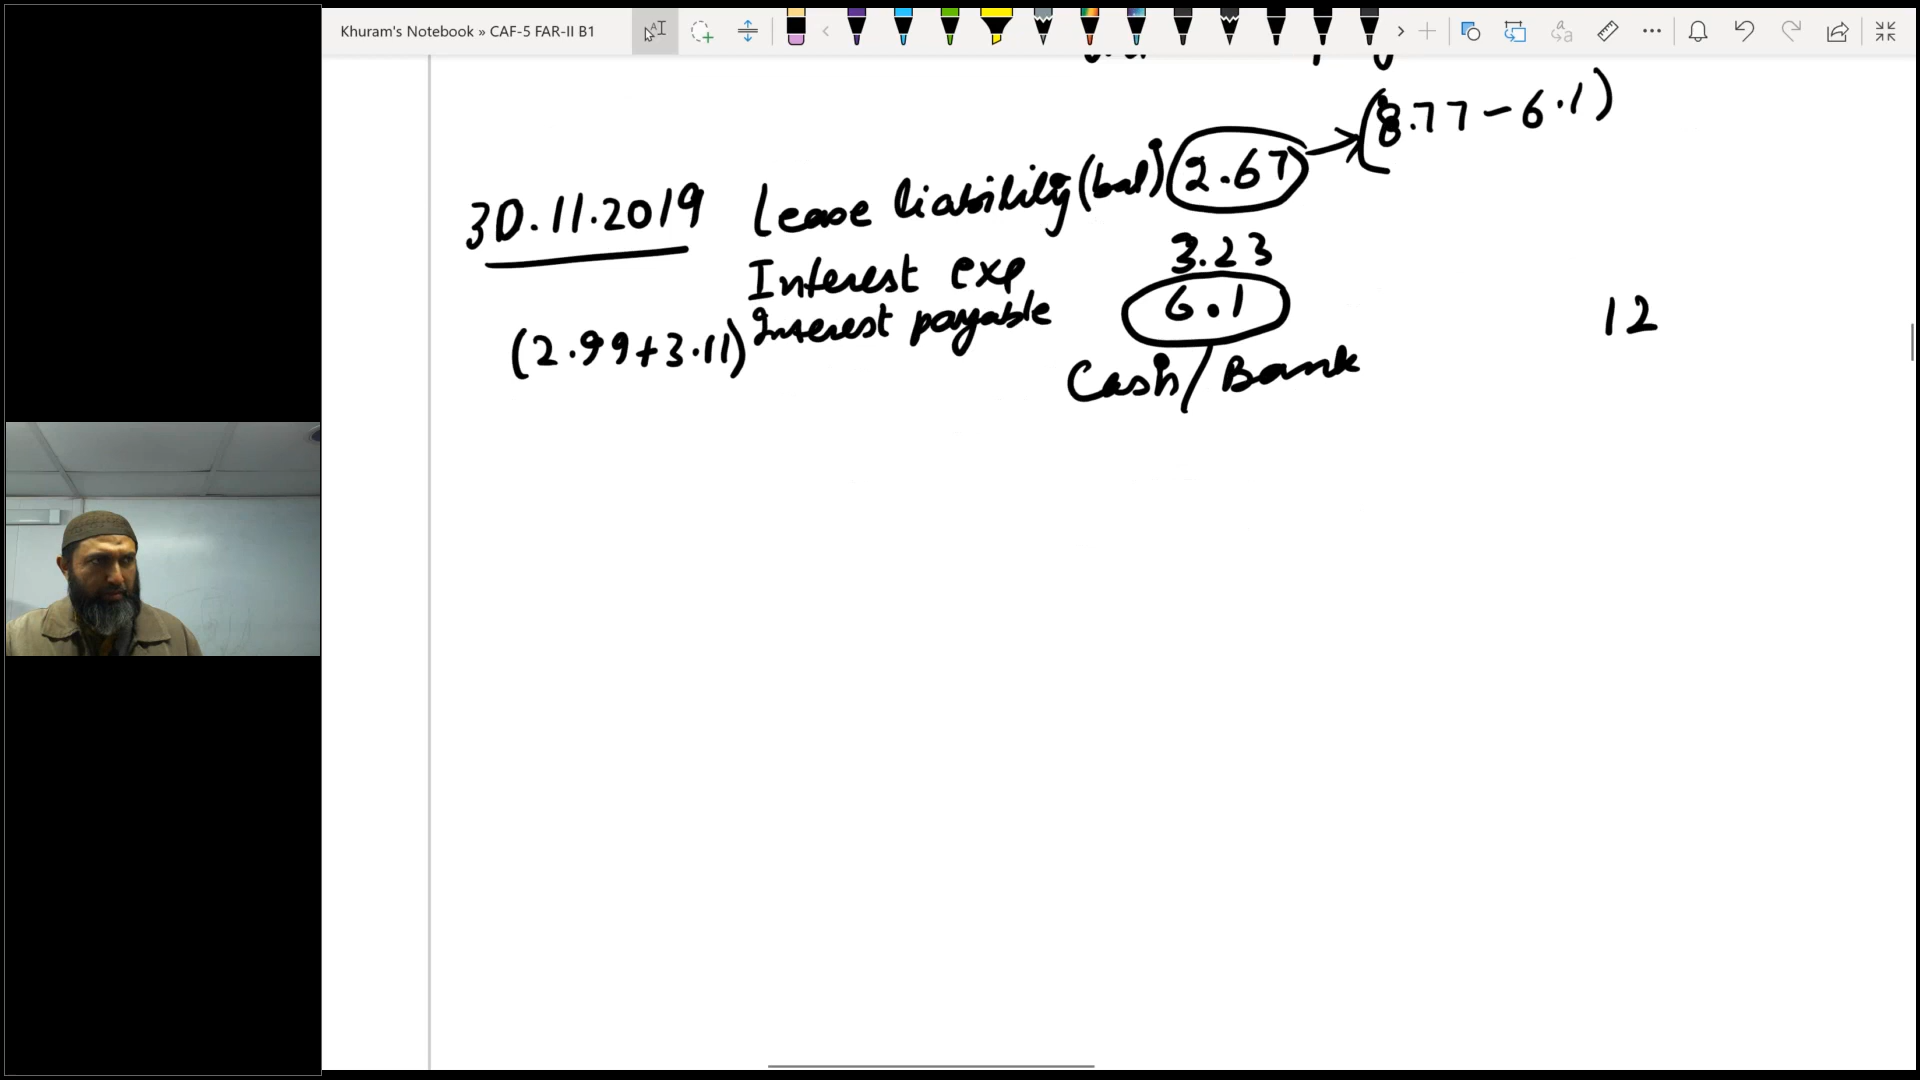 Khuram's Notebook » CAF-5 FAR-II B1
(8.77-6.1)
30.11.2019 Lease liability (bal) 2.67
Interest exp 3.23
(2.99+3.11) Interest payable 6.1
Cash/Bank 12